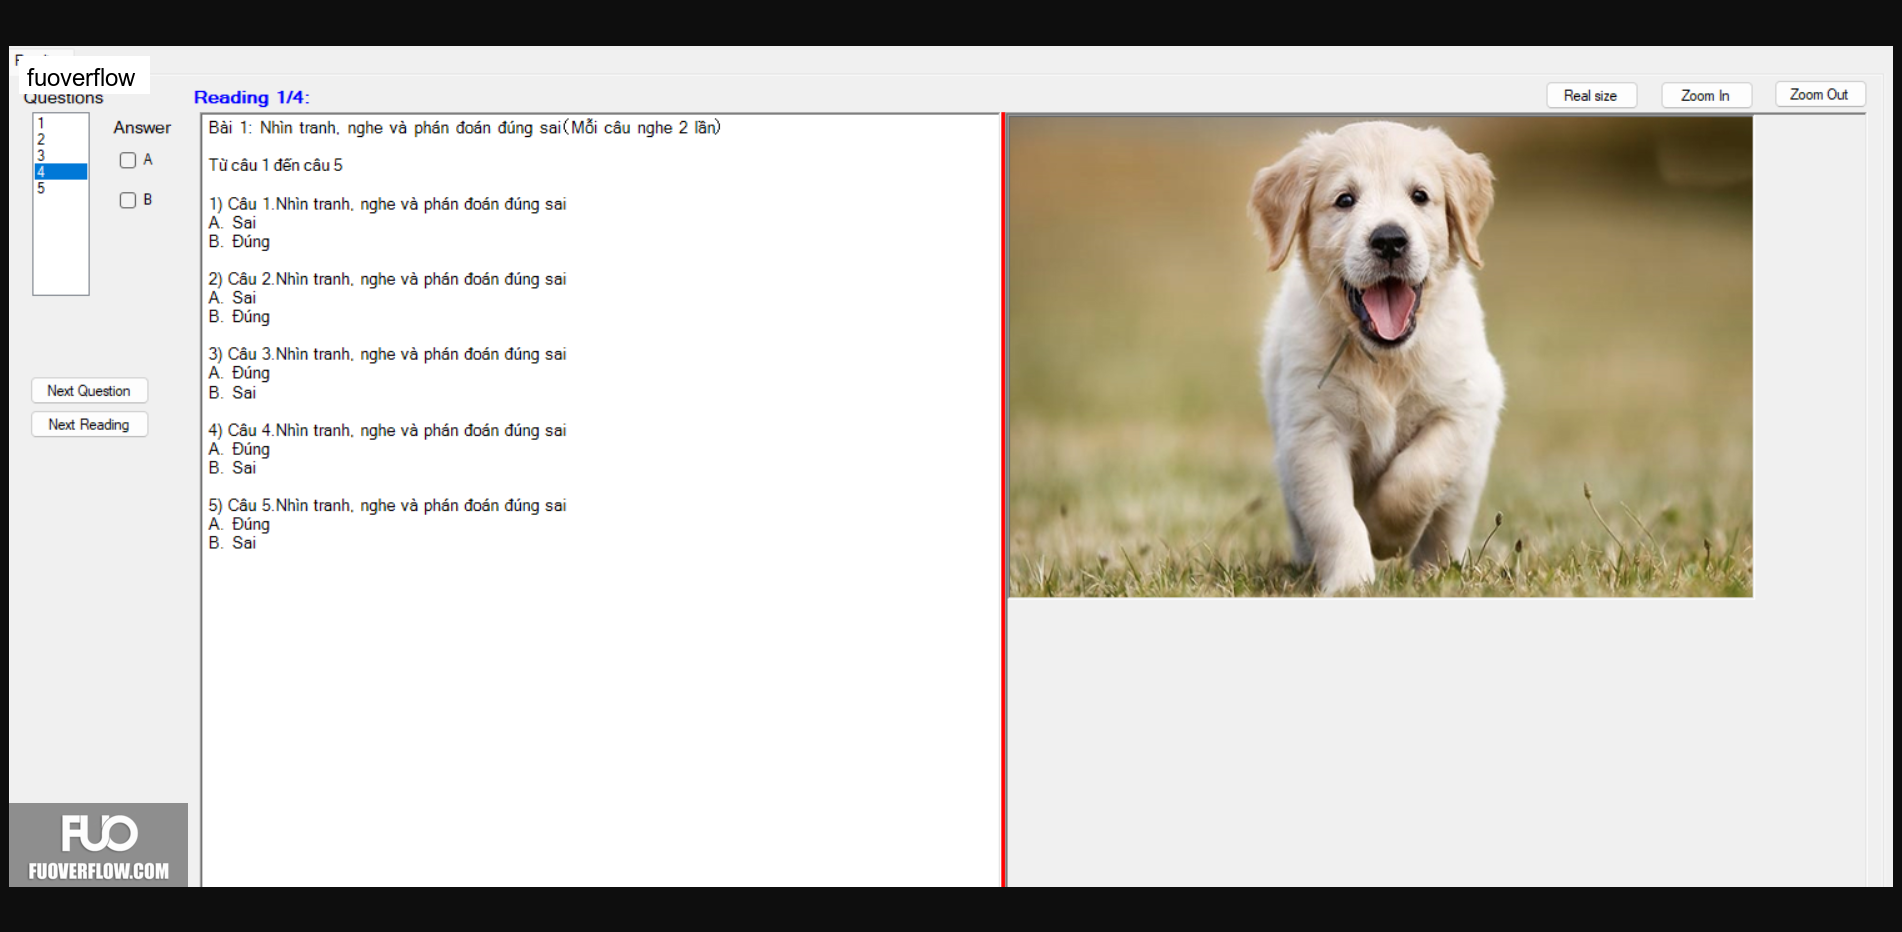 fuoverflow
Questions
Reading 1/4:
Real size
Zoom In
Zoom Out
1
2
3
4
5
Answer
A
B
Next Question
Next Reading
Bài 1: Nhìn tranh, nghe và phán đoán đúng sai(Mỗi câu nghe 2 lần)
Từ câu 1 đến câu 5
1) Câu 1.Nhìn tranh, nghe và phán đoán đúng sai
A. Sai
B. Đúng
2) Câu 2.Nhìn tranh, nghe và phán đoán đúng sai
A. Sai
B. Đúng
3) Câu 3.Nhìn tranh, nghe và phán đoán đúng sai
A. Đúng
B. Sai
4) Câu 4.Nhìn tranh, nghe và phán đoán đúng sai
A. Đúng
B. Sai
5) Câu 5.Nhìn tranh, nghe và phán đoán đúng sai
A. Đúng
B. Sai
FUO
FUOVERFLOW.COM